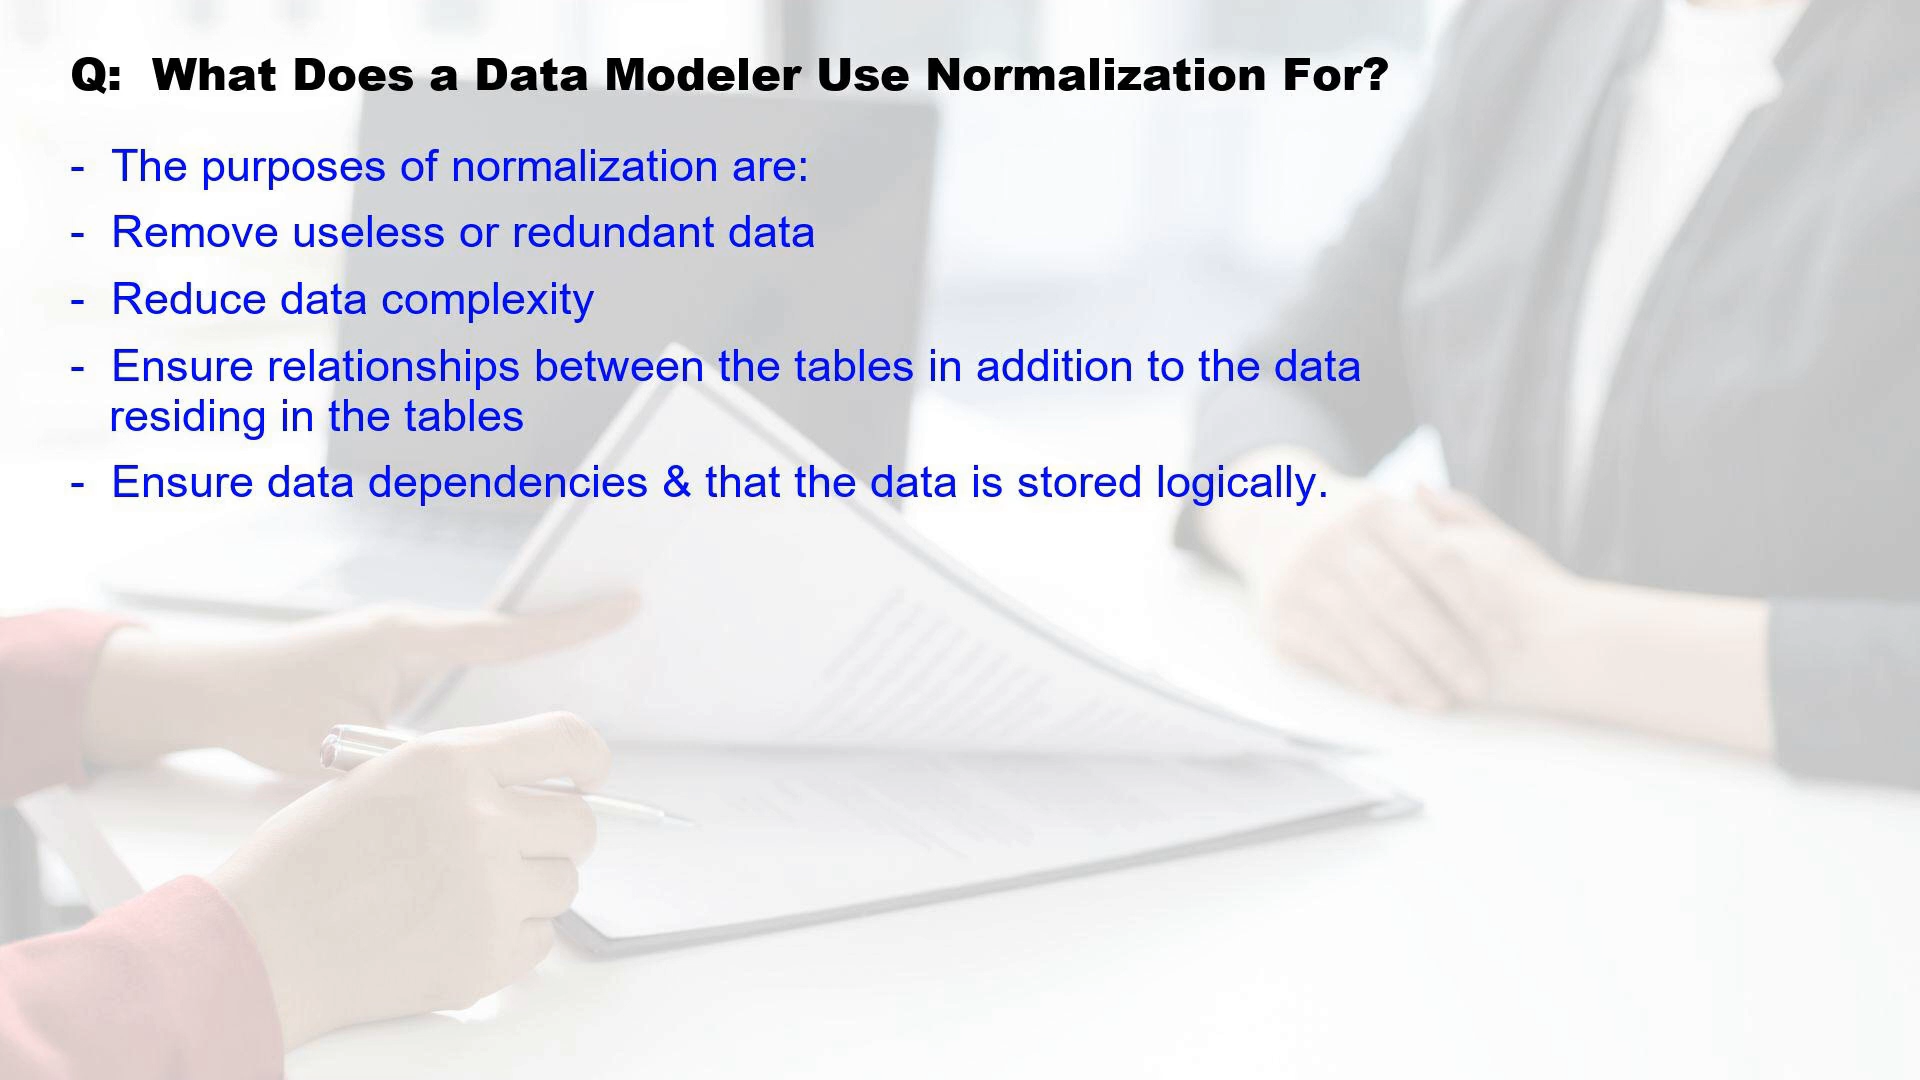 Q: What Does a Data Modeler Use Normalization For?
- The purposes of normalization are:
- Remove useless or redundant data
- Reduce data complexity
- Ensure relationships between the tables in addition to the data
residing in the tables
- Ensure data dependencies & that the data is stored logically.